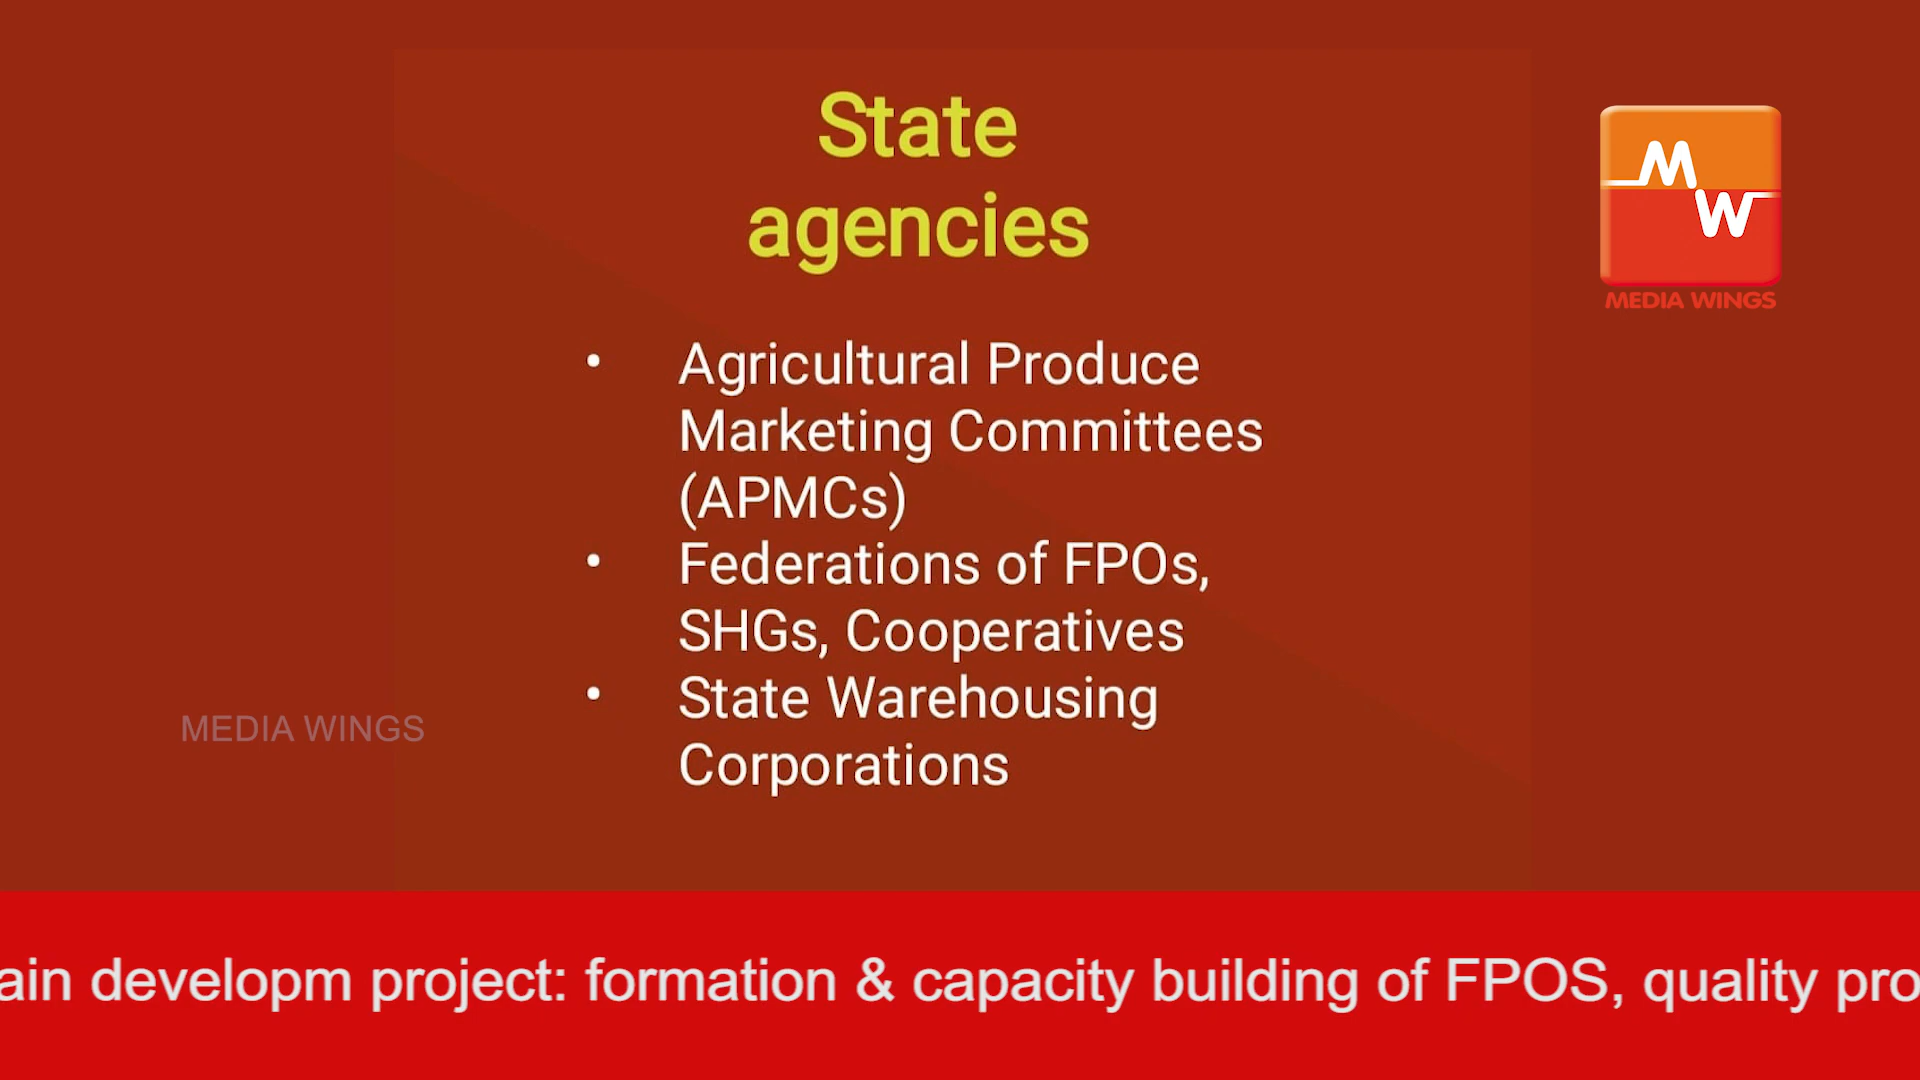 State
agencies
M
W
MEDIA WINGS
• Agricultural Produce
Marketing Committees
(APMCs)
• Federations of FPOs,
SHGs, Cooperatives
• State Warehousing
Corporations
MEDIA WINGS
ain developm project: formation & capacity building of FPOS, quality pro